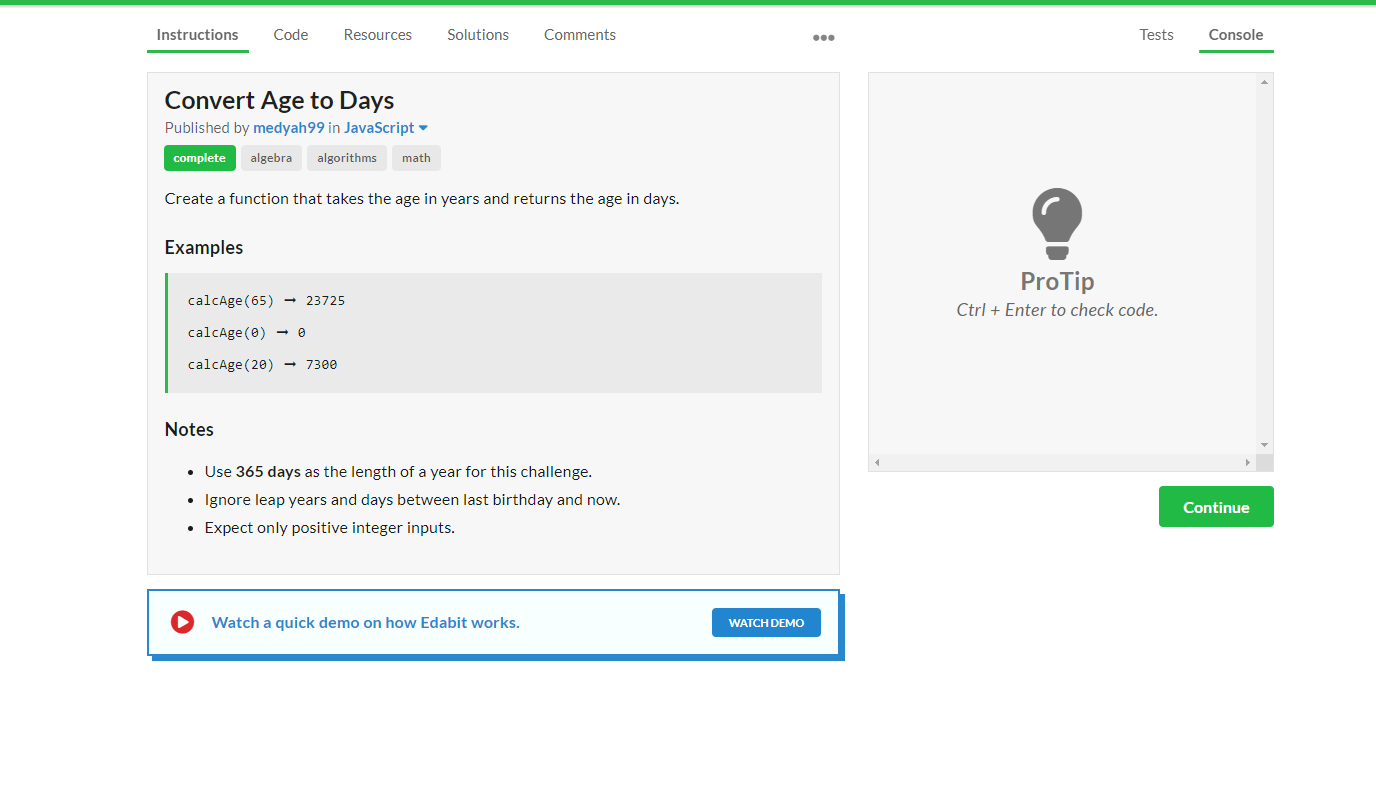 Instructions Code Resources Solutions Comments ••• Tests Console
Convert Age to Days
Published by medyah99 in JavaScript
complete algebra algorithms math
Create a function that takes the age in years and returns the age in days.
Examples
calcAge(65) ➞ 23725
calcAge(0) ➞ 0
calcAge(20) ➞ 7300
Notes
• Use 365 days as the length of a year for this challenge.
• Ignore leap years and days between last birthday and now.
• Expect only positive integer inputs.
Watch a quick demo on how Edabit works. WATCH DEMO
ProTip
Ctrl + Enter to check code.
Continue